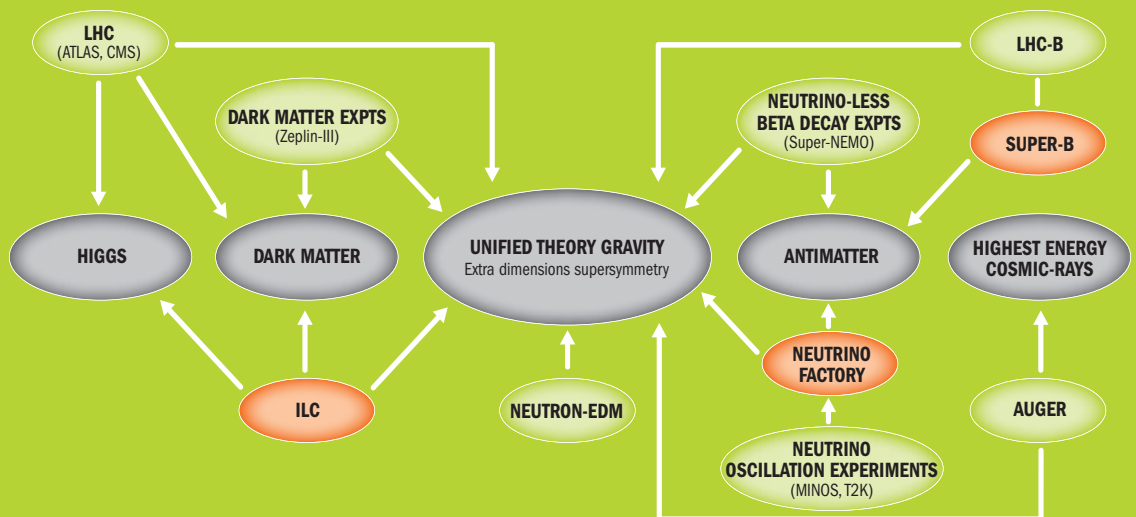 LHC
(ATLAS, CMS)
LHC-B
DARK MATTER EXPTS
(Zeplin-III)
NEUTRINO-LESS
BETA DECAY EXPTS
(Super-NEMO)
SUPER-B
HIGGS
DARK MATTER
UNIFIED THEORY GRAVITY
Extra dimensions supersymmetry
ANTIMATTER
HIGHEST ENERGY
COSMIC-RAYS
ILC
NEUTRON-EDM
NEUTRINO
FACTORY
AUGER
NEUTRINO
OSCILLATION EXPERIMENTS
(MINOS, T2K)